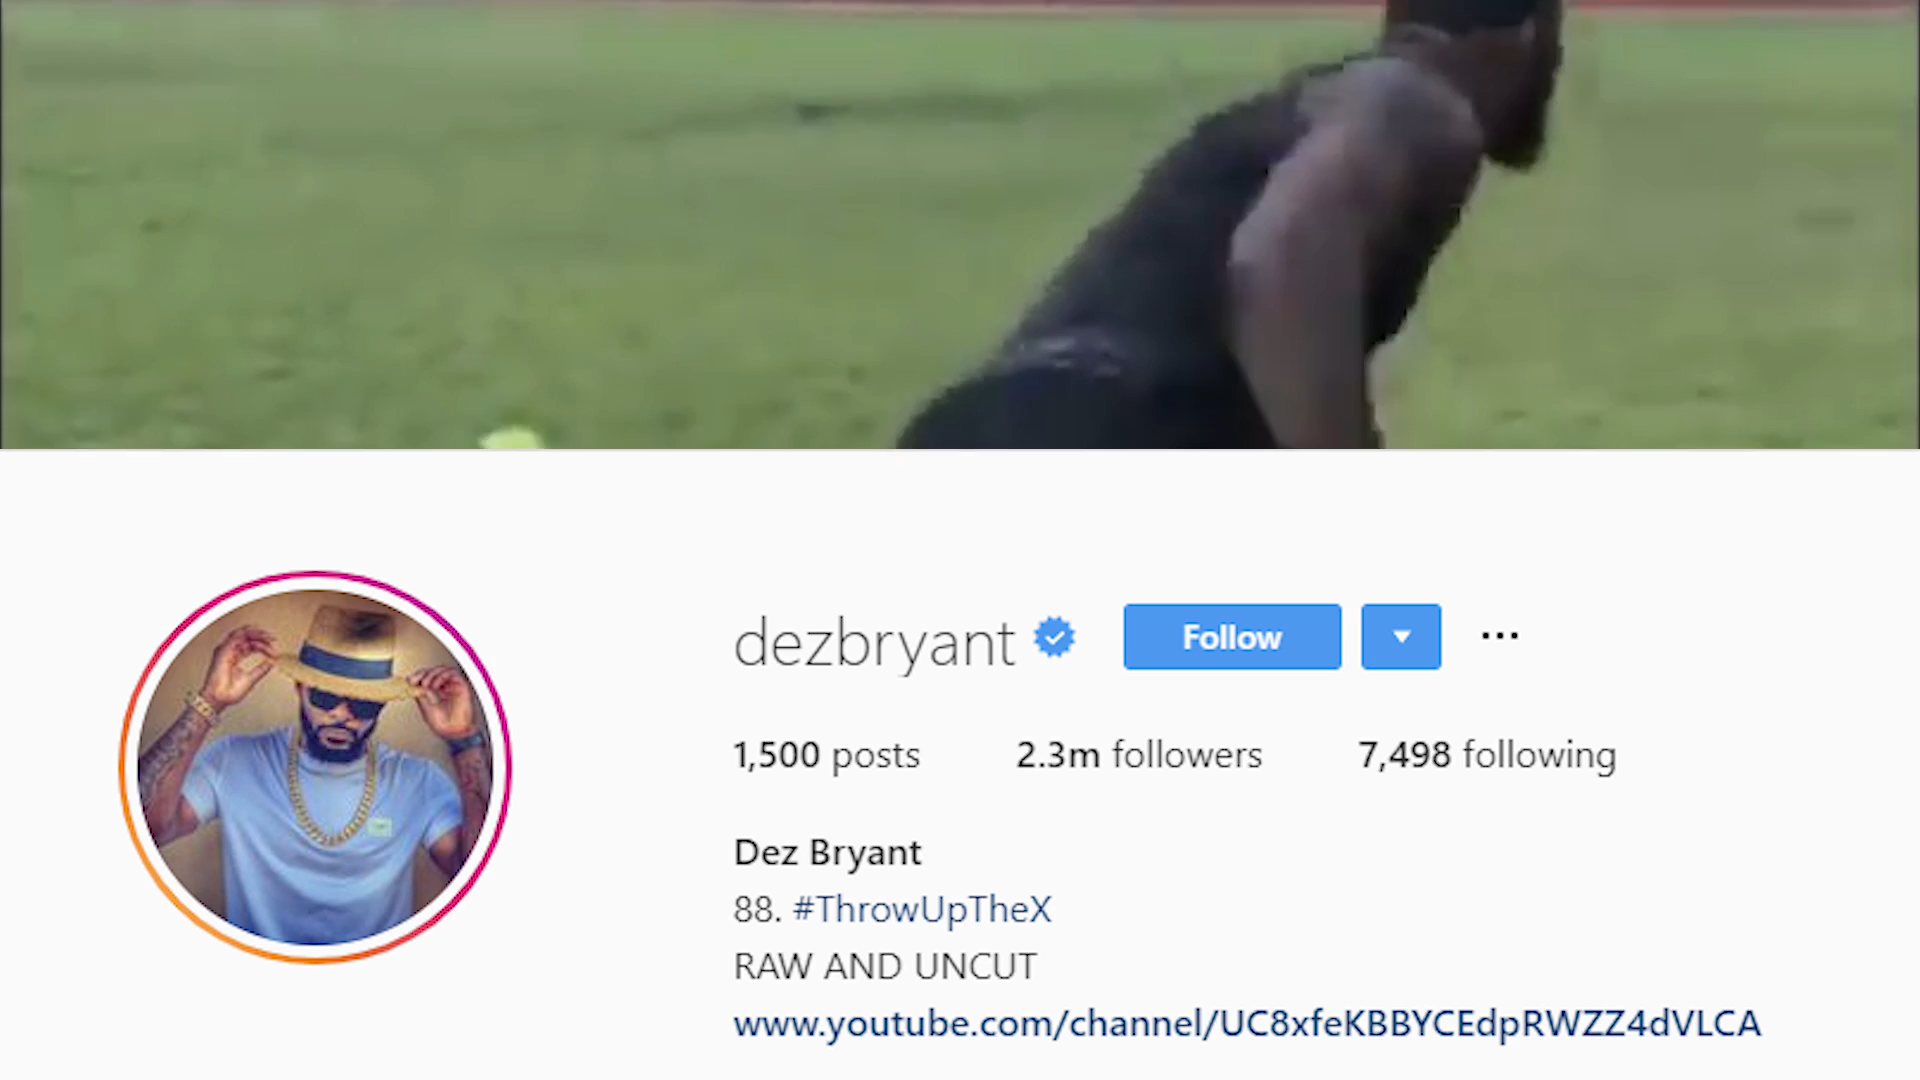 dezbryant Follow
1,500 posts 2.3m followers 7,498 following
Dez Bryant
88. #ThrowUpTheX
RAW AND UNCUT
www.youtube.com/channel/UC8xfeKBBYCEdpRWZZ4dVLCA